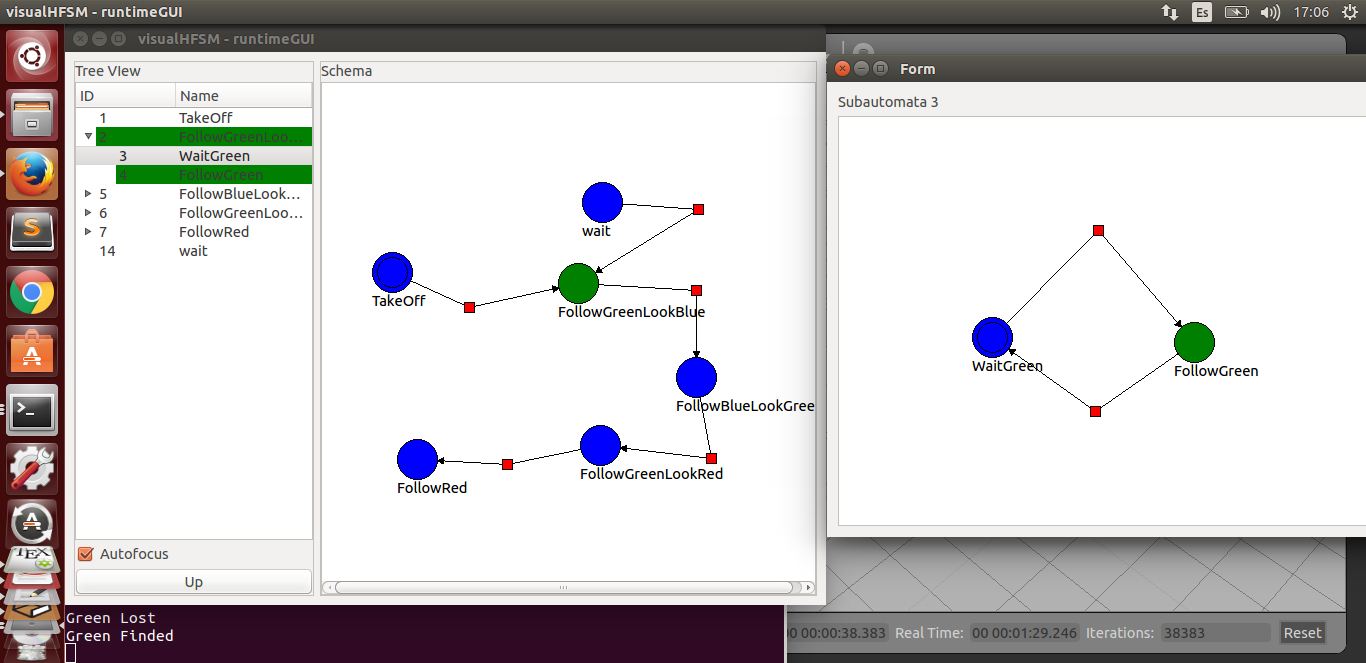 visualHFSM - runtimeGUI
Es
17:06
visualHFSM - runtimeGUI
Form
Tree VIew
Schema
Subautomata 3
ID Name
1 TakeOff
2 FollowGreenLoo...
3 WaitGreen
4 FollowGreen
5 FollowBlueLook...
6 FollowGreenLoo...
7 FollowRed
14 wait
wait
TakeOff
FollowGreenLookBlue
FollowBlueLookGree
FollowGreenLookRed
FollowRed
WaitGreen
FollowGreen
Autofocus
Up
Green Lost
Green Finded
00 00:00:38.383 Real Time: 00 00:01:29.246 Iterations: 38383 Reset
TEX